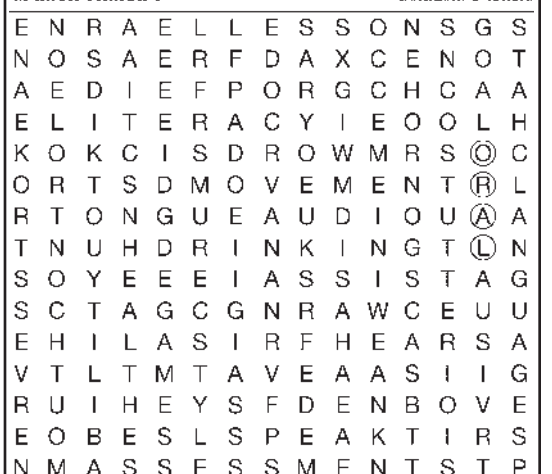 E N R A E L L E S S O N S G S
N O S A E R F D A X C E N O T
A E D I E F P O R G C H C A A
E L I T E R A C Y I E O O L H
K O K C I S D R O W M R S O C
O R T S D M O V E M E N T R L
R T O N G U E A U D I O U A A
T N U H D R I N K I N G T L N
S O Y E E E I A S S I S T A G
S C T A G C G N R A W C E U U
E H I L A S I R F H E A R S A
V T L T M T A V E A A S I I G
R U I H E Y S F D E N B O V E
E O B E S L S P E A K T I R S
N M A S S E S S M E N T S T P